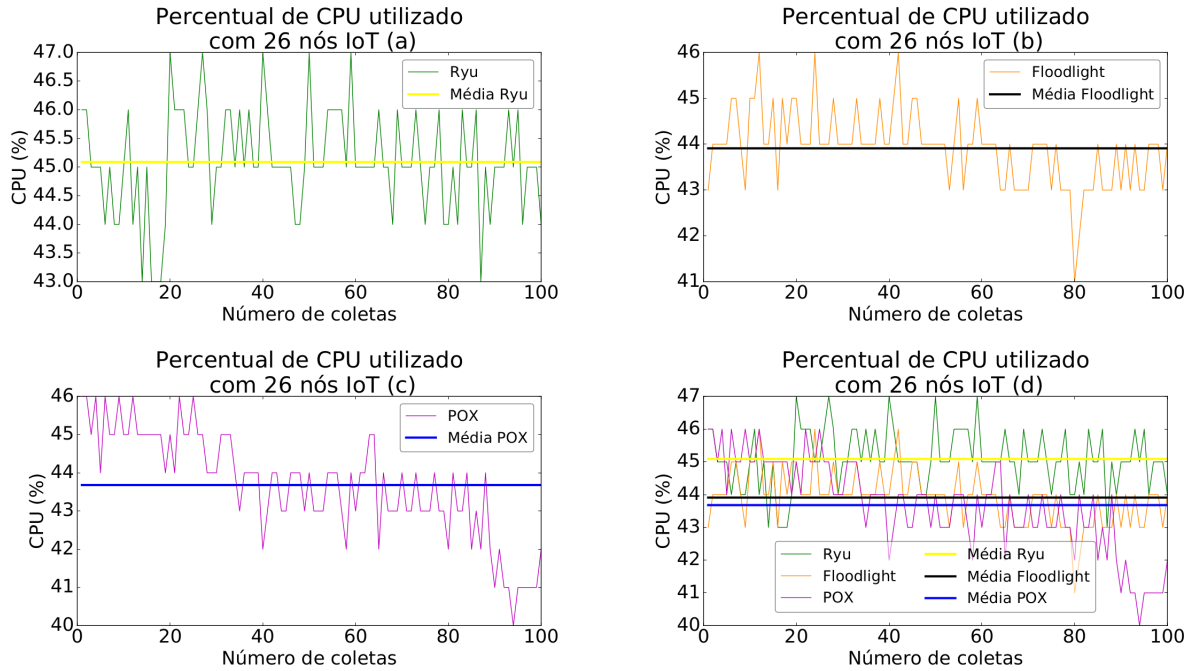 Percentual de CPU utilizado
com 26 nós IoT (a)
47.0
46.5
46.0
45.5
45.0
44.5
44.0
43.5
43.0
CPU (%)
Ryu
Média Ryu
0
20
40
60
80
100
Número de coletas
Percentual de CPU utilizado
com 26 nós IoT (b)
46
45
44
43
42
41
CPU (%)
Floodlight
Média Floodlight
0
20
40
60
80
100
Número de coletas
Percentual de CPU utilizado
com 26 nós IoT (c)
46
45
44
43
42
41
40
CPU (%)
POX
Média POX
0
20
40
60
80
100
Número de coletas
Percentual de CPU utilizado
com 26 nós IoT (d)
47
46
45
44
43
42
41
40
CPU (%)
Ryu
Floodlight
POX
Média Ryu
Média Floodlight
Média POX
0
20
40
60
80
100
Número de coletas